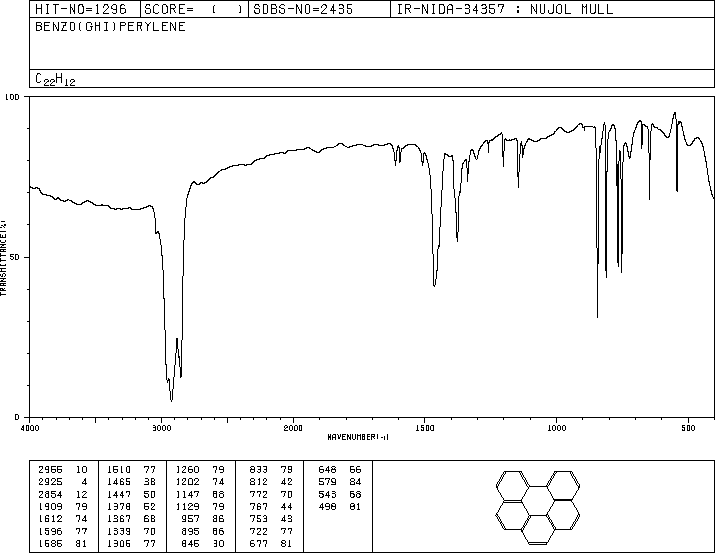 HIT-NO=1296 SCORE= ( ) SDBS-NO=2435 IR-NIDA-34357 : NUJOL MULL
BENZO(GHI)PERYLENE
C22H12
100
50
0
TRANSMITTANCE(%)
4000 3000 2000 1500 1000 500
WAVENUMBER(-1)
2955 10 1510 77 1260 79 833 79 648 66
2925 4 1465 38 1202 74 812 42 579 84
2854 12 1447 50 1147 68 772 70 543 68
1909 79 1378 52 1129 79 767 44 498 81
1612 74 1367 68 957 86 753 43
1596 77 1339 70 895 86 722 77
1585 81 1305 77 845 30 677 81